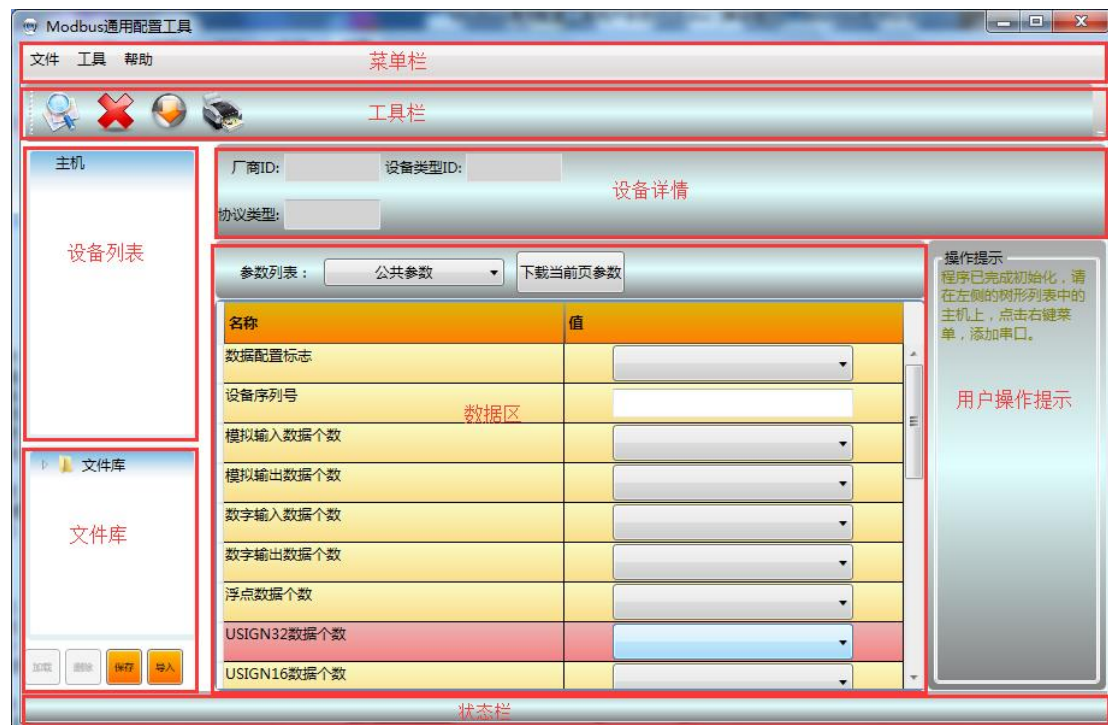 Modbus通用配置工具
文件 工具 帮助
菜单栏
工具栏
主机
设备列表
厂商ID: 设备类型ID:
协议类型:
设备详情
参数列表： 公共参数 下载当前页参数
名称 值
数据配置标志
设备序列号
数据区
模拟输入数据个数
模拟输出数据个数
数字输入数据个数
数字输出数据个数
浮点数据个数
USIGN32数据个数
USIGN16数据个数
操作提示
程序已完成初始化，请
在左侧的树形列表中的
主机上，点击右键菜
单，添加串口。
用户操作提示
文件库
文件库
加载 删除 保存 导入
状态栏